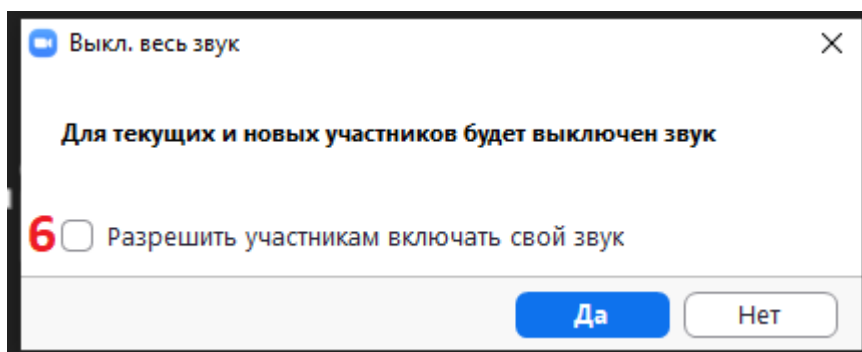 Выкл. весь звук
Для текущих и новых участников будет выключен звук
6 Разрешить участникам включать свой звук
Да Нет